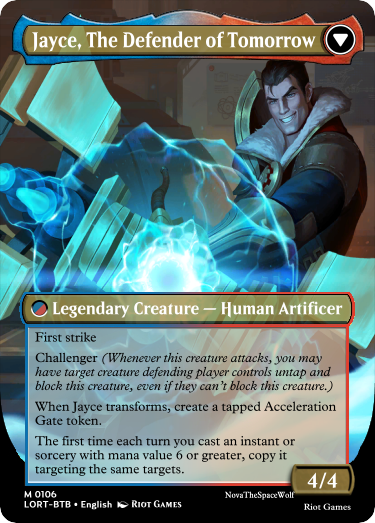 Jayce, The Defender of Tomorrow
Legendary Creature — Human Artificer
First strike
Challenger (Whenever this creature attacks, you may
have target creature defending player controls untap and
block this creature, even if they can't block this creature.)
When Jayce transforms, create a tapped Acceleration
Gate token.
The first time each turn you cast an instant or
sorcery with mana value 6 or greater, copy it
targeting the same targets.
4/4
M 0106
NovaTheSpaceWolf
LORT-BTB • English Riot Games
Riot Games